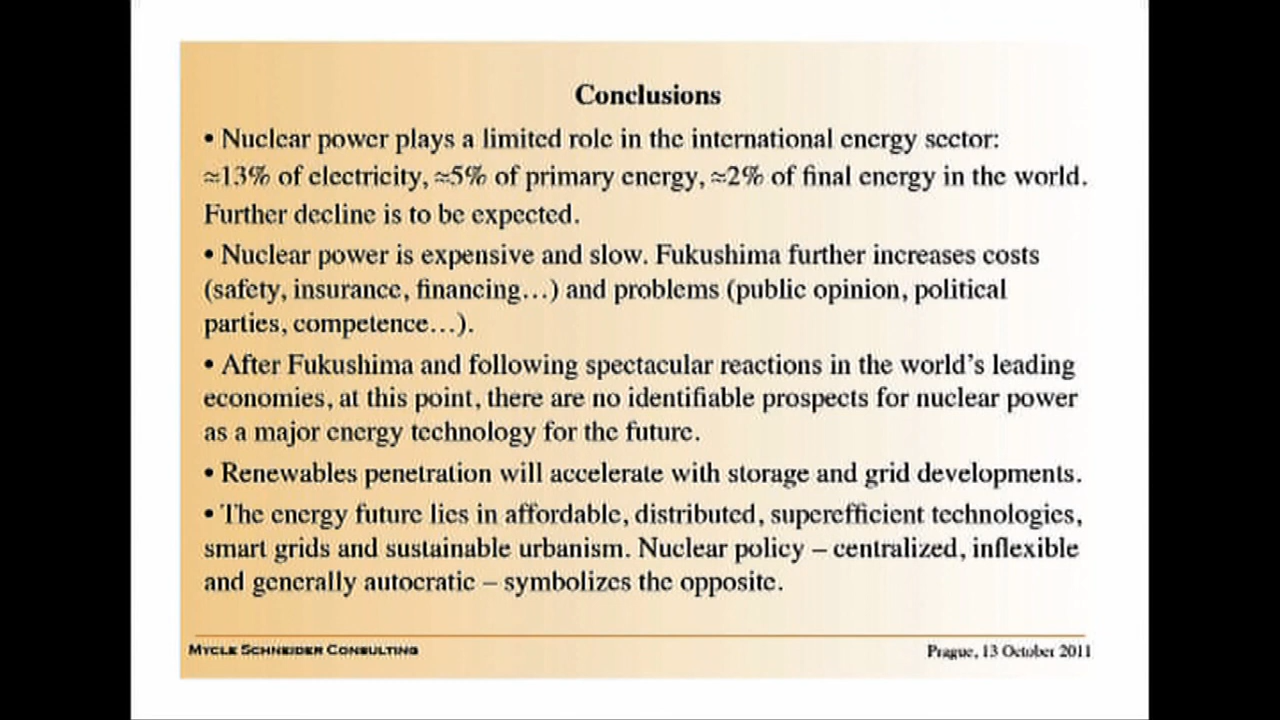 Conclusions
• Nuclear power plays a limited role in the international energy sector:
≈13% of electricity, ≈5% of primary energy, ≈2% of final energy in the world.
Further decline is to be expected.
• Nuclear power is expensive and slow. Fukushima further increases costs
(safety, insurance, financing…) and problems (public opinion, political
parties, competence…).
• After Fukushima and following spectacular reactions in the world’s leading
economies, at this point, there are no identifiable prospects for nuclear power
as a major energy technology for the future.
• Renewables penetration will accelerate with storage and grid developments.
• The energy future lies in affordable, distributed, superefficient technologies,
smart grids and sustainable urbanism. Nuclear policy – centralized, inflexible
and generally autocratic – symbolizes the opposite.
MYCLE SCHNEIDER CONSULTING
Prague, 13 October 2011